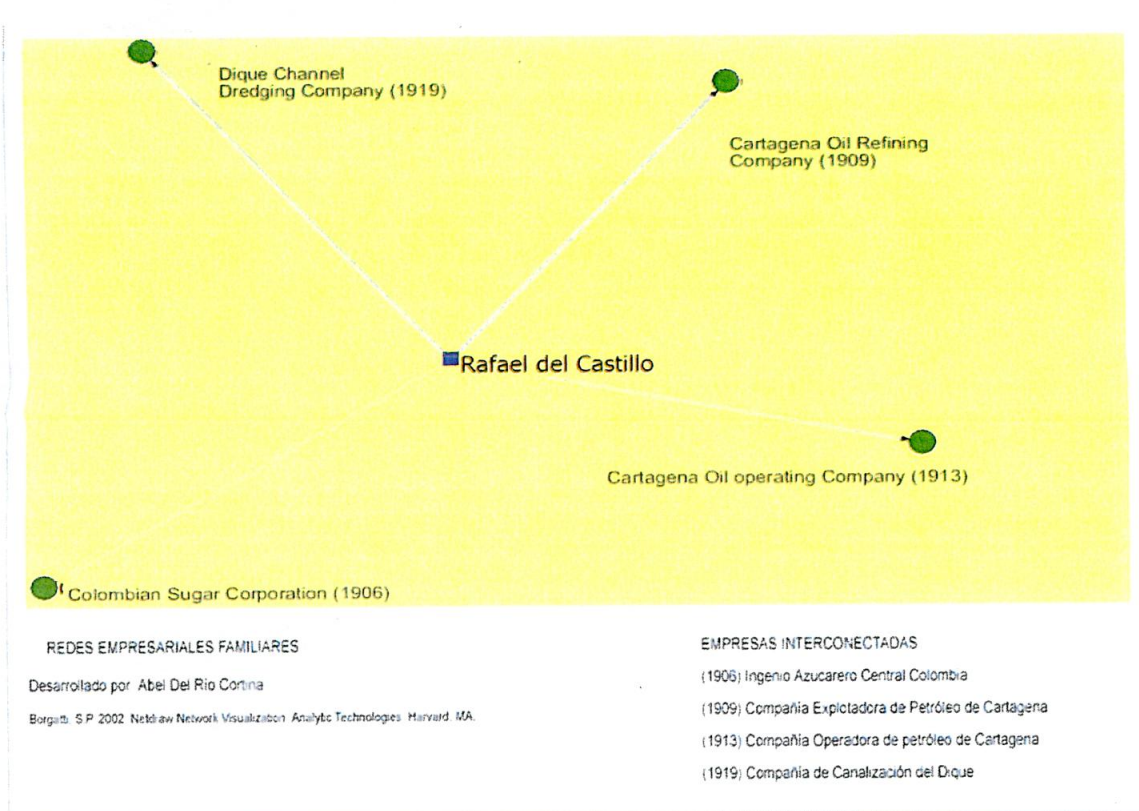 Dique Channel
Dredging Company (1919)
Cartagena Oil Refining
Company (1909)
Rafael del Castillo
Cartagena Oil operating Company (1913)
Colombian Sugar Corporation (1906)
REDES EMPRESARIALES FAMILIARES
Desarrollado por Abel Del Rio Cortina
Borgatti S.P. 2002 Netdraw Network Visualization Analytic Technologies Harvard. MA.
EMPRESAS INTERCONECTADAS
(1906) Ingenio Azucarero Central Colombia
(1909) Compañía Explotadora de Petróleo de Cartagena
(1913) Compañía Operadora de petróleo de Cartagena
(1919) Compañía de Canalización del Dique